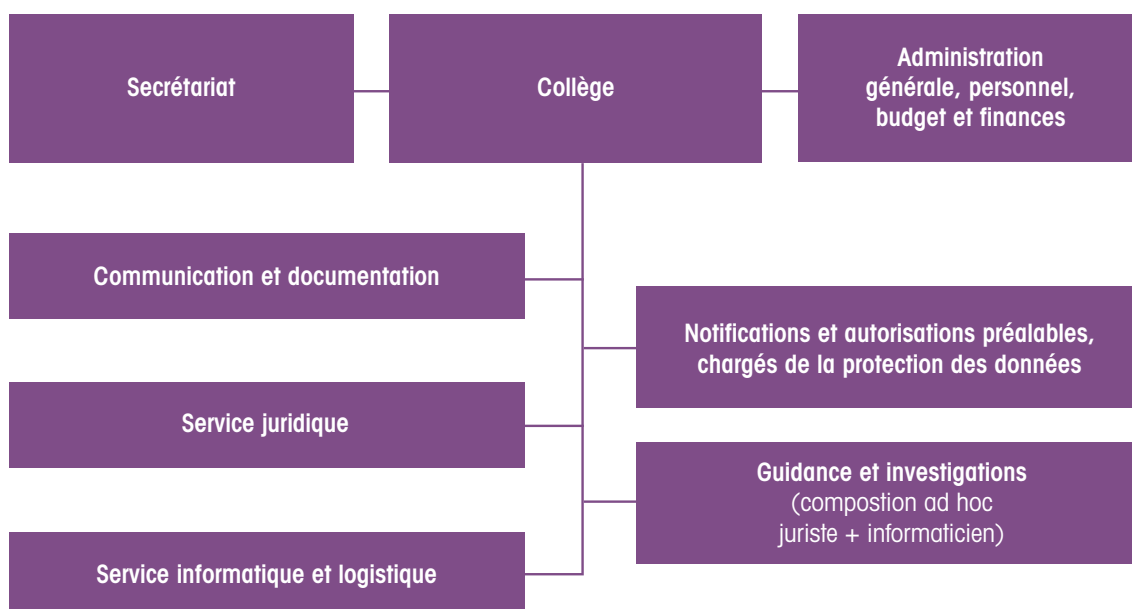 Secrétariat
Collège
Administration
générale, personnel,
budget et finances
Communication et documentation
Notifications et autorisations préalables,
chargés de la protection des données
Service juridique
Guidance et investigations
(compostion ad hoc
juriste + informaticien)
Service informatique et logistique